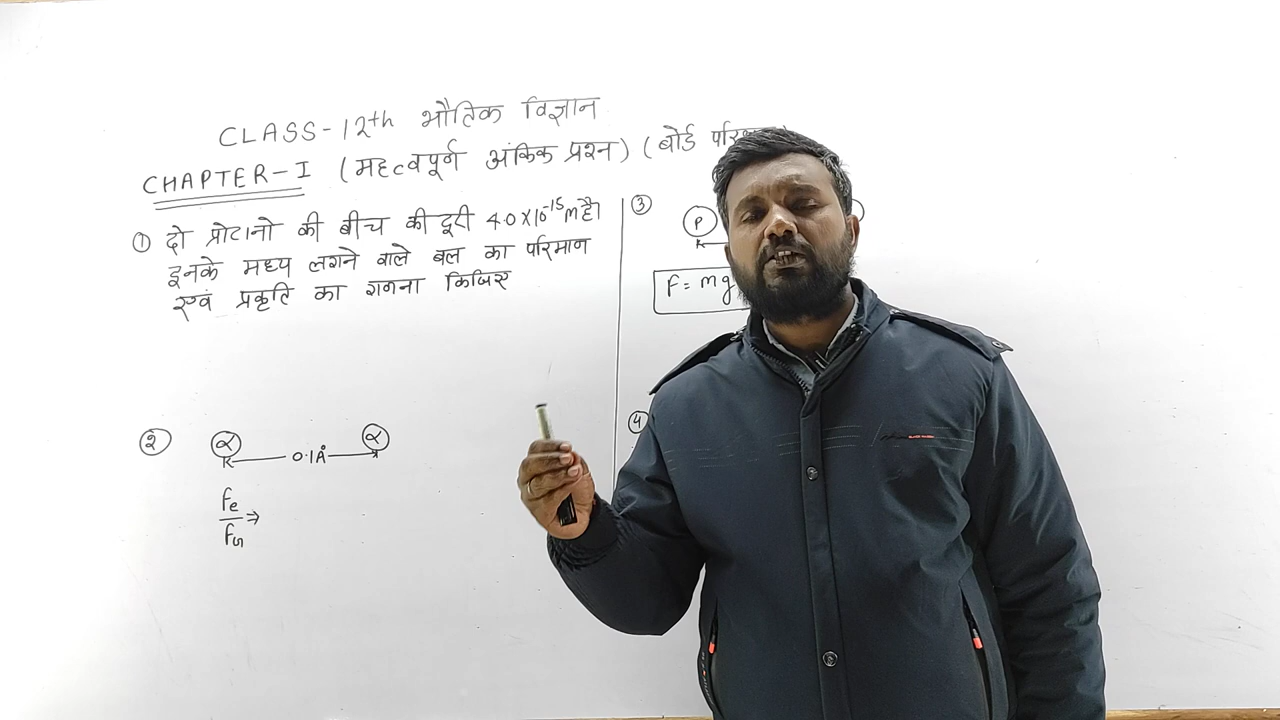 CLASS-12th भौतिक विज्ञान
CHAPTER-I (महत्वपूर्ण अंकिक प्रश्न) (बोर्ड
① दो प्रोटानो की बीच की दूरी 4.0×10⁻¹⁵m है।
इनके मध्य लगने वाले बल का परिमाण
एवं प्रकृति का गनना किजिए
② α α
0.1Å
Fe
FG ⇒
③ P
F = mg
④